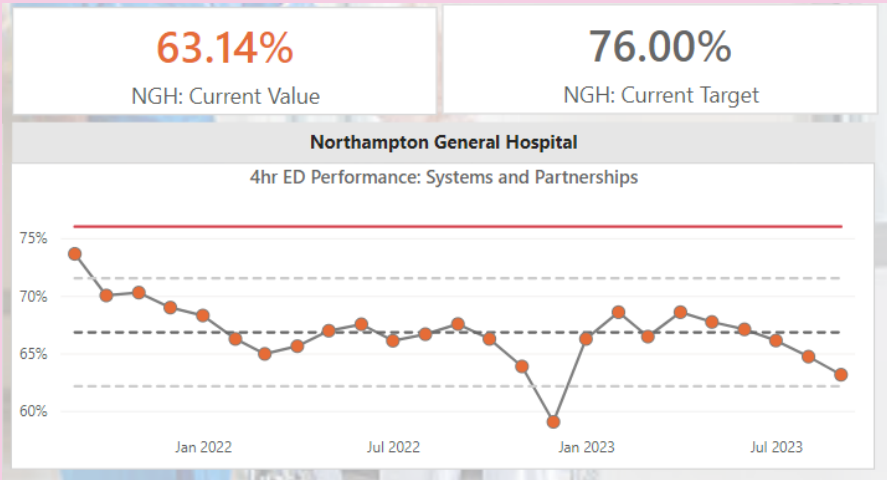 63.14%
NGH: Current Value
76.00%
NGH: Current Target
Northampton General Hospital
4hr ED Performance: Systems and Partnerships
75%
70%
65%
60%
Jan 2022
Jul 2022
Jan 2023
Jul 2023